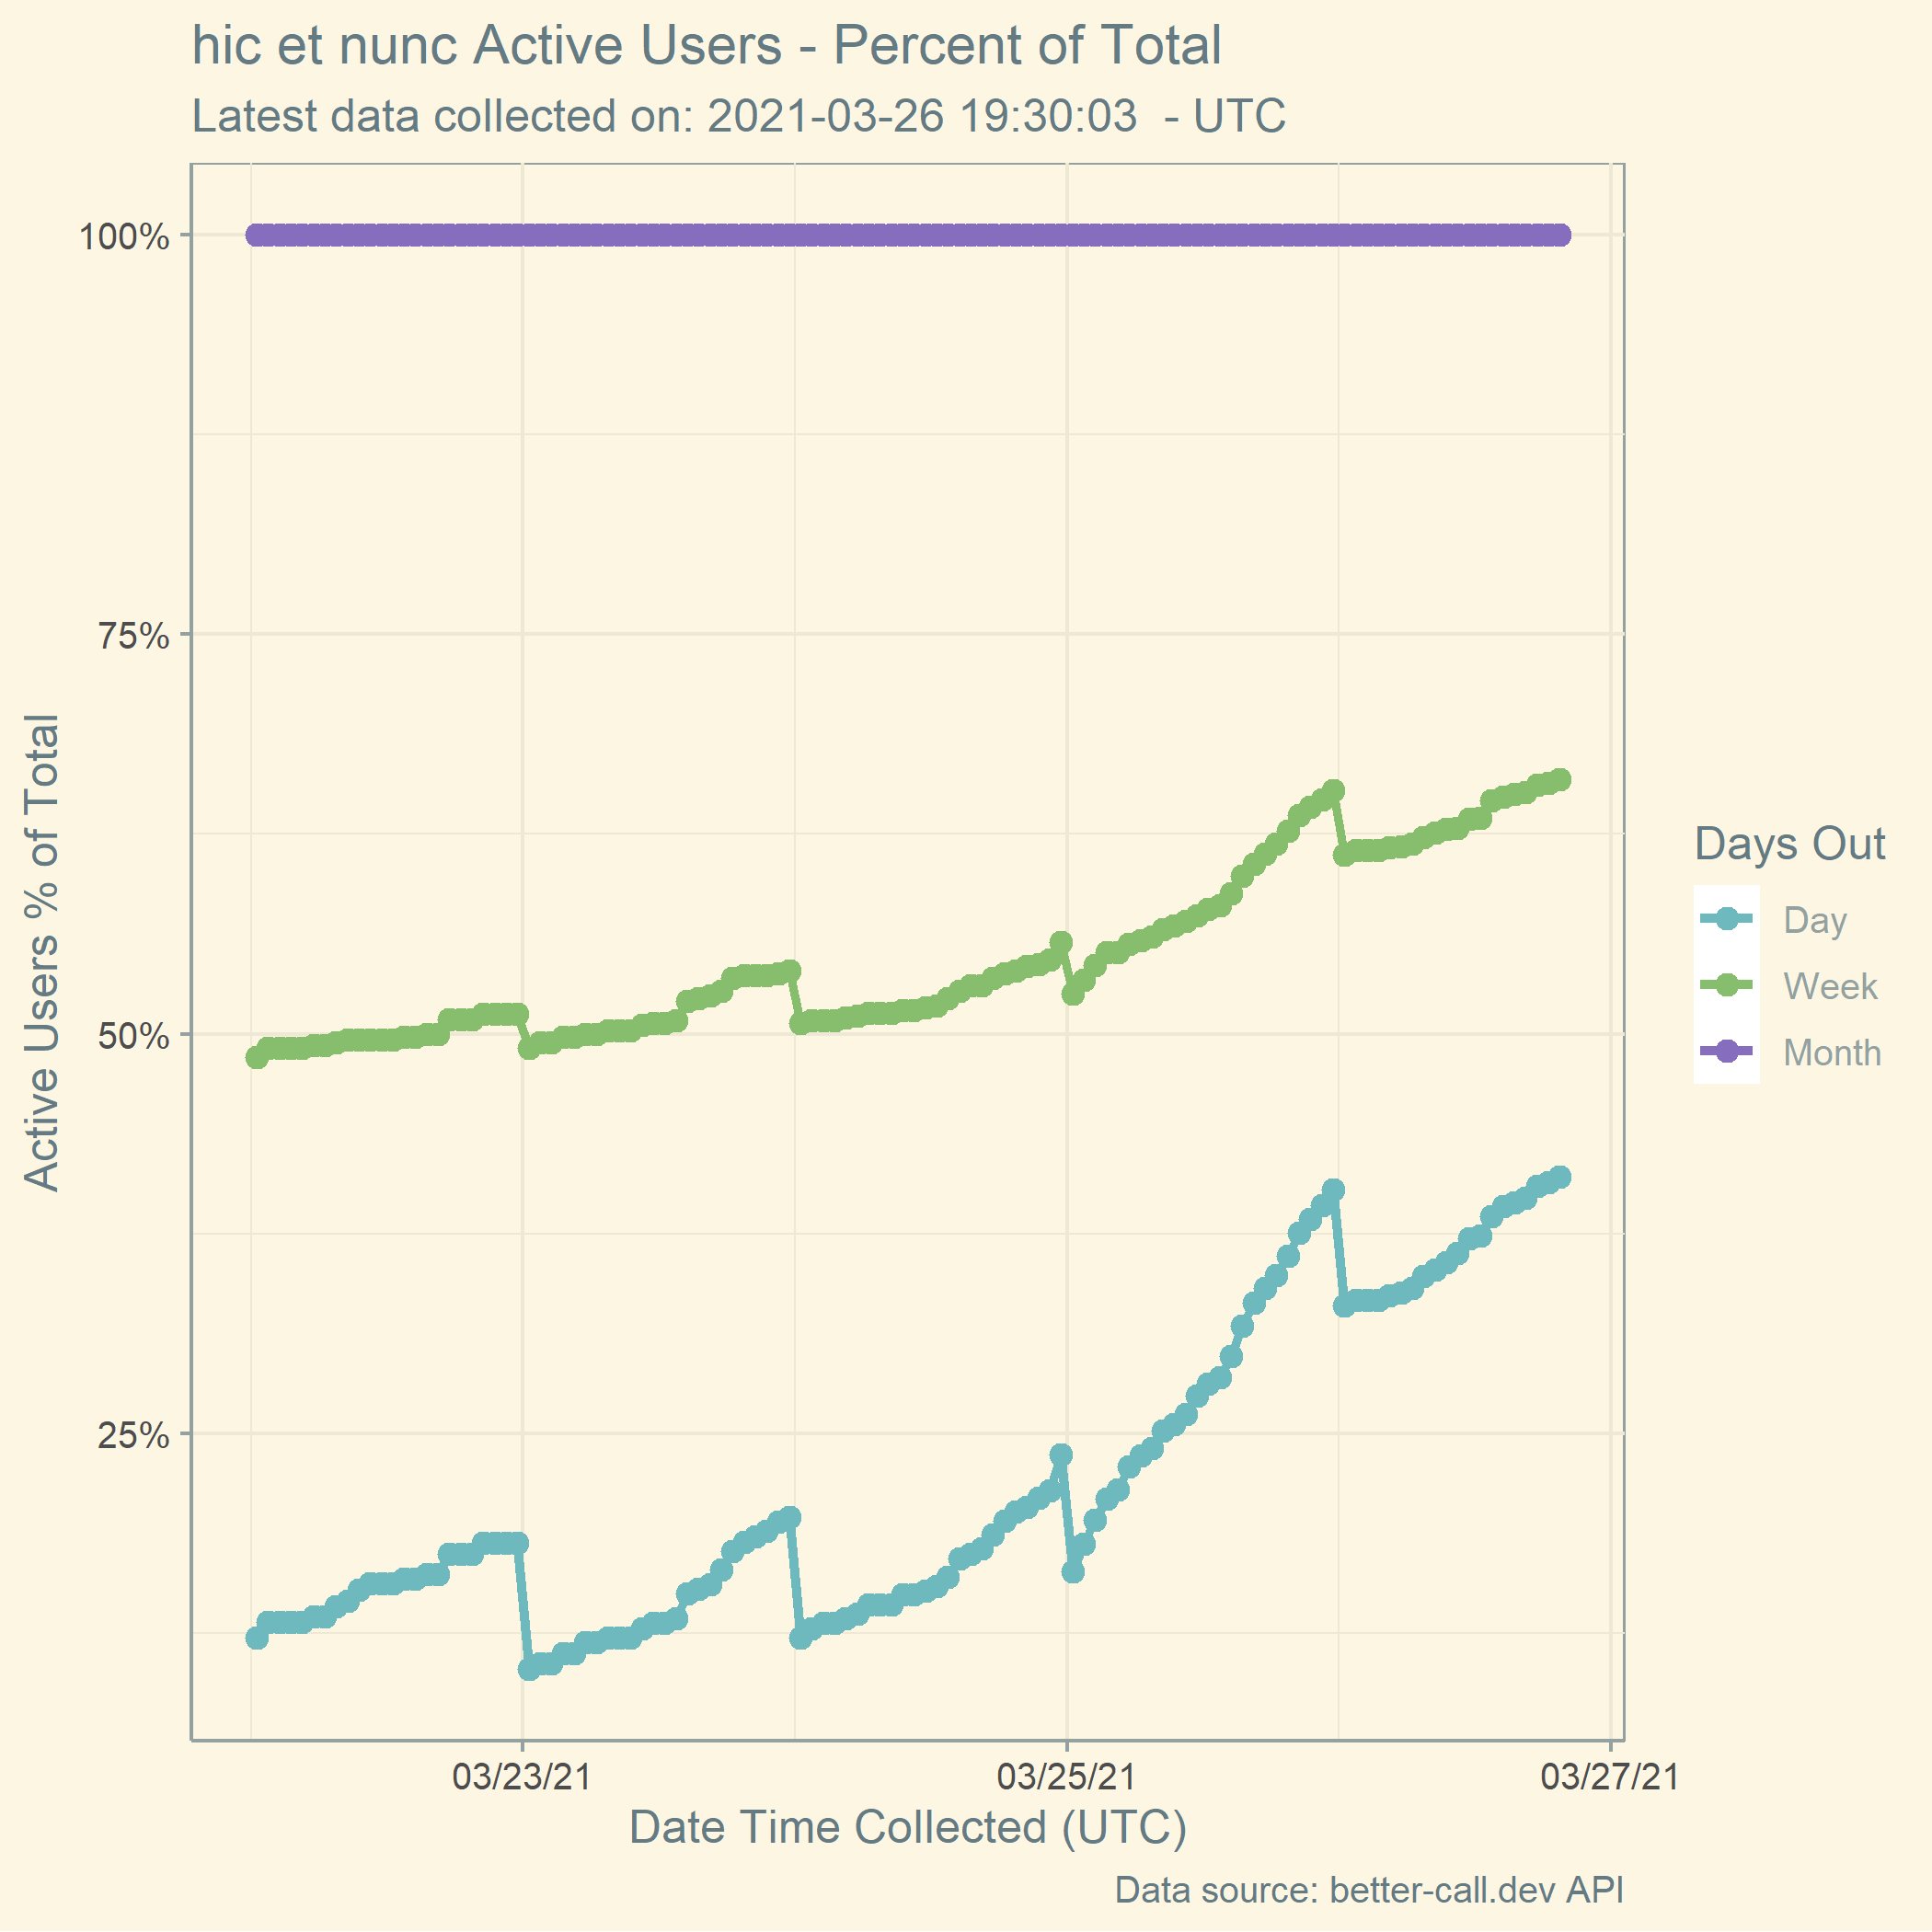 hic et nunc Active Users - Percent of Total
Latest data collected on: 2021-03-26 19:30:03  - UTC
Active Users % of Total
100%
75%
50%
25%
03/23/21
03/25/21
03/27/21
Date Time Collected (UTC)
Days Out
Day
Week
Month
Data source: better-call.dev API